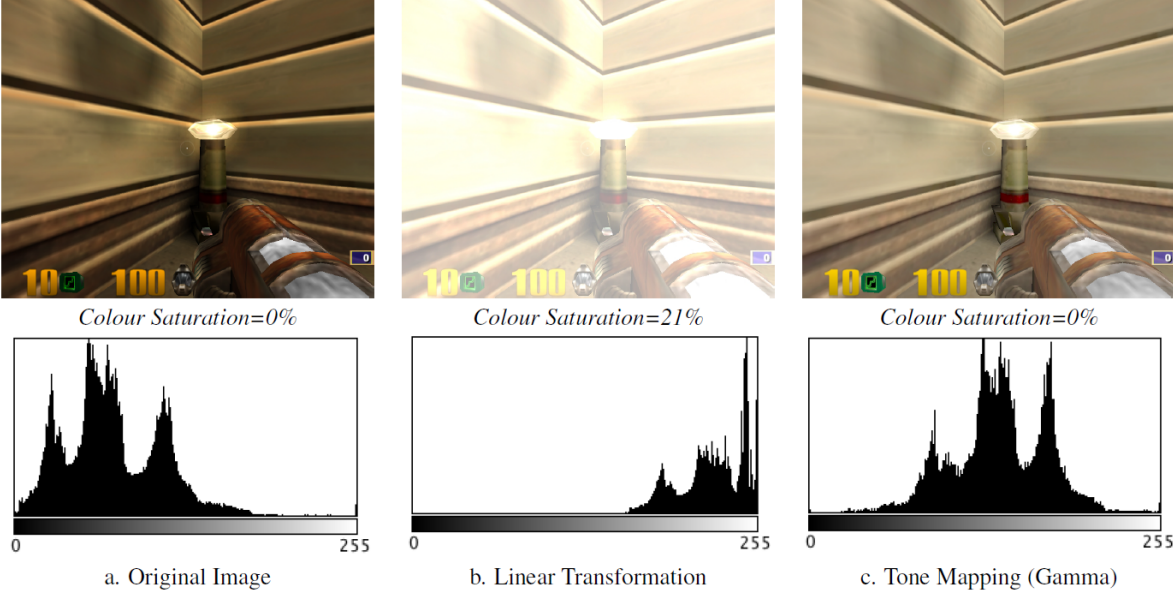 10 100 0
10 100 0
10 100 0
Colour Saturation=0% Colour Saturation=21% Colour Saturation=0%
0 255 0 255 0 255
a. Original Image b. Linear Transformation c. Tone Mapping (Gamma)